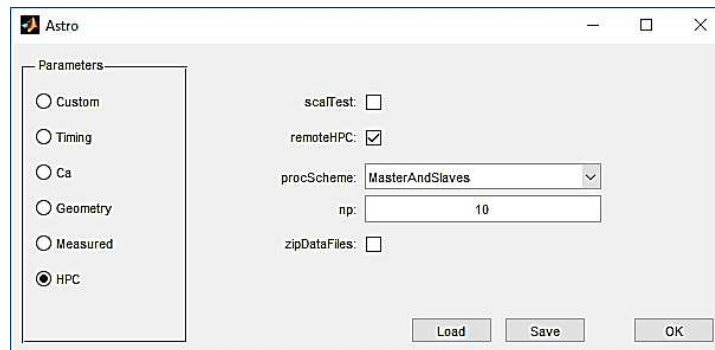 Astro
Parameters
Custom
Timing
Ca
Geometry
Measured
HPC
scalTest:
remoteHPC:
procScheme: MasterAndSlaves
np: 10
zipDataFiles:
Load Save OK